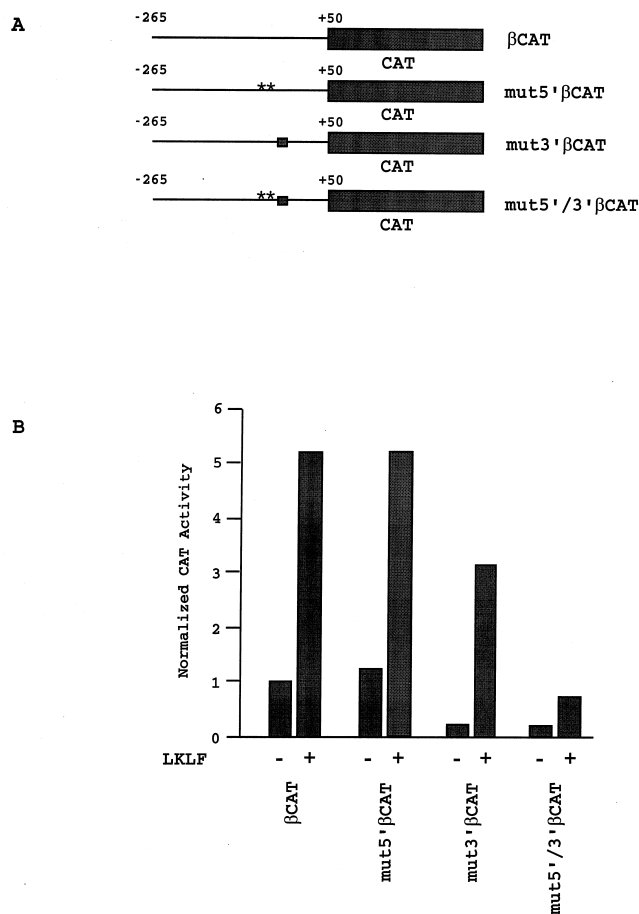 A
-265 +50
βCAT
CAT
-265 +50
**
mut5'βCAT
CAT
-265 +50
mut3'βCAT
CAT
-265 +50
**
mut5'/3'βCAT
CAT
B
Normalized CAT Activity
6
5
4
3
2
1
0
LKLF - + - + - + - +
βCAT
mut5'βCAT
mut3'βCAT
mut5'/3'βCAT